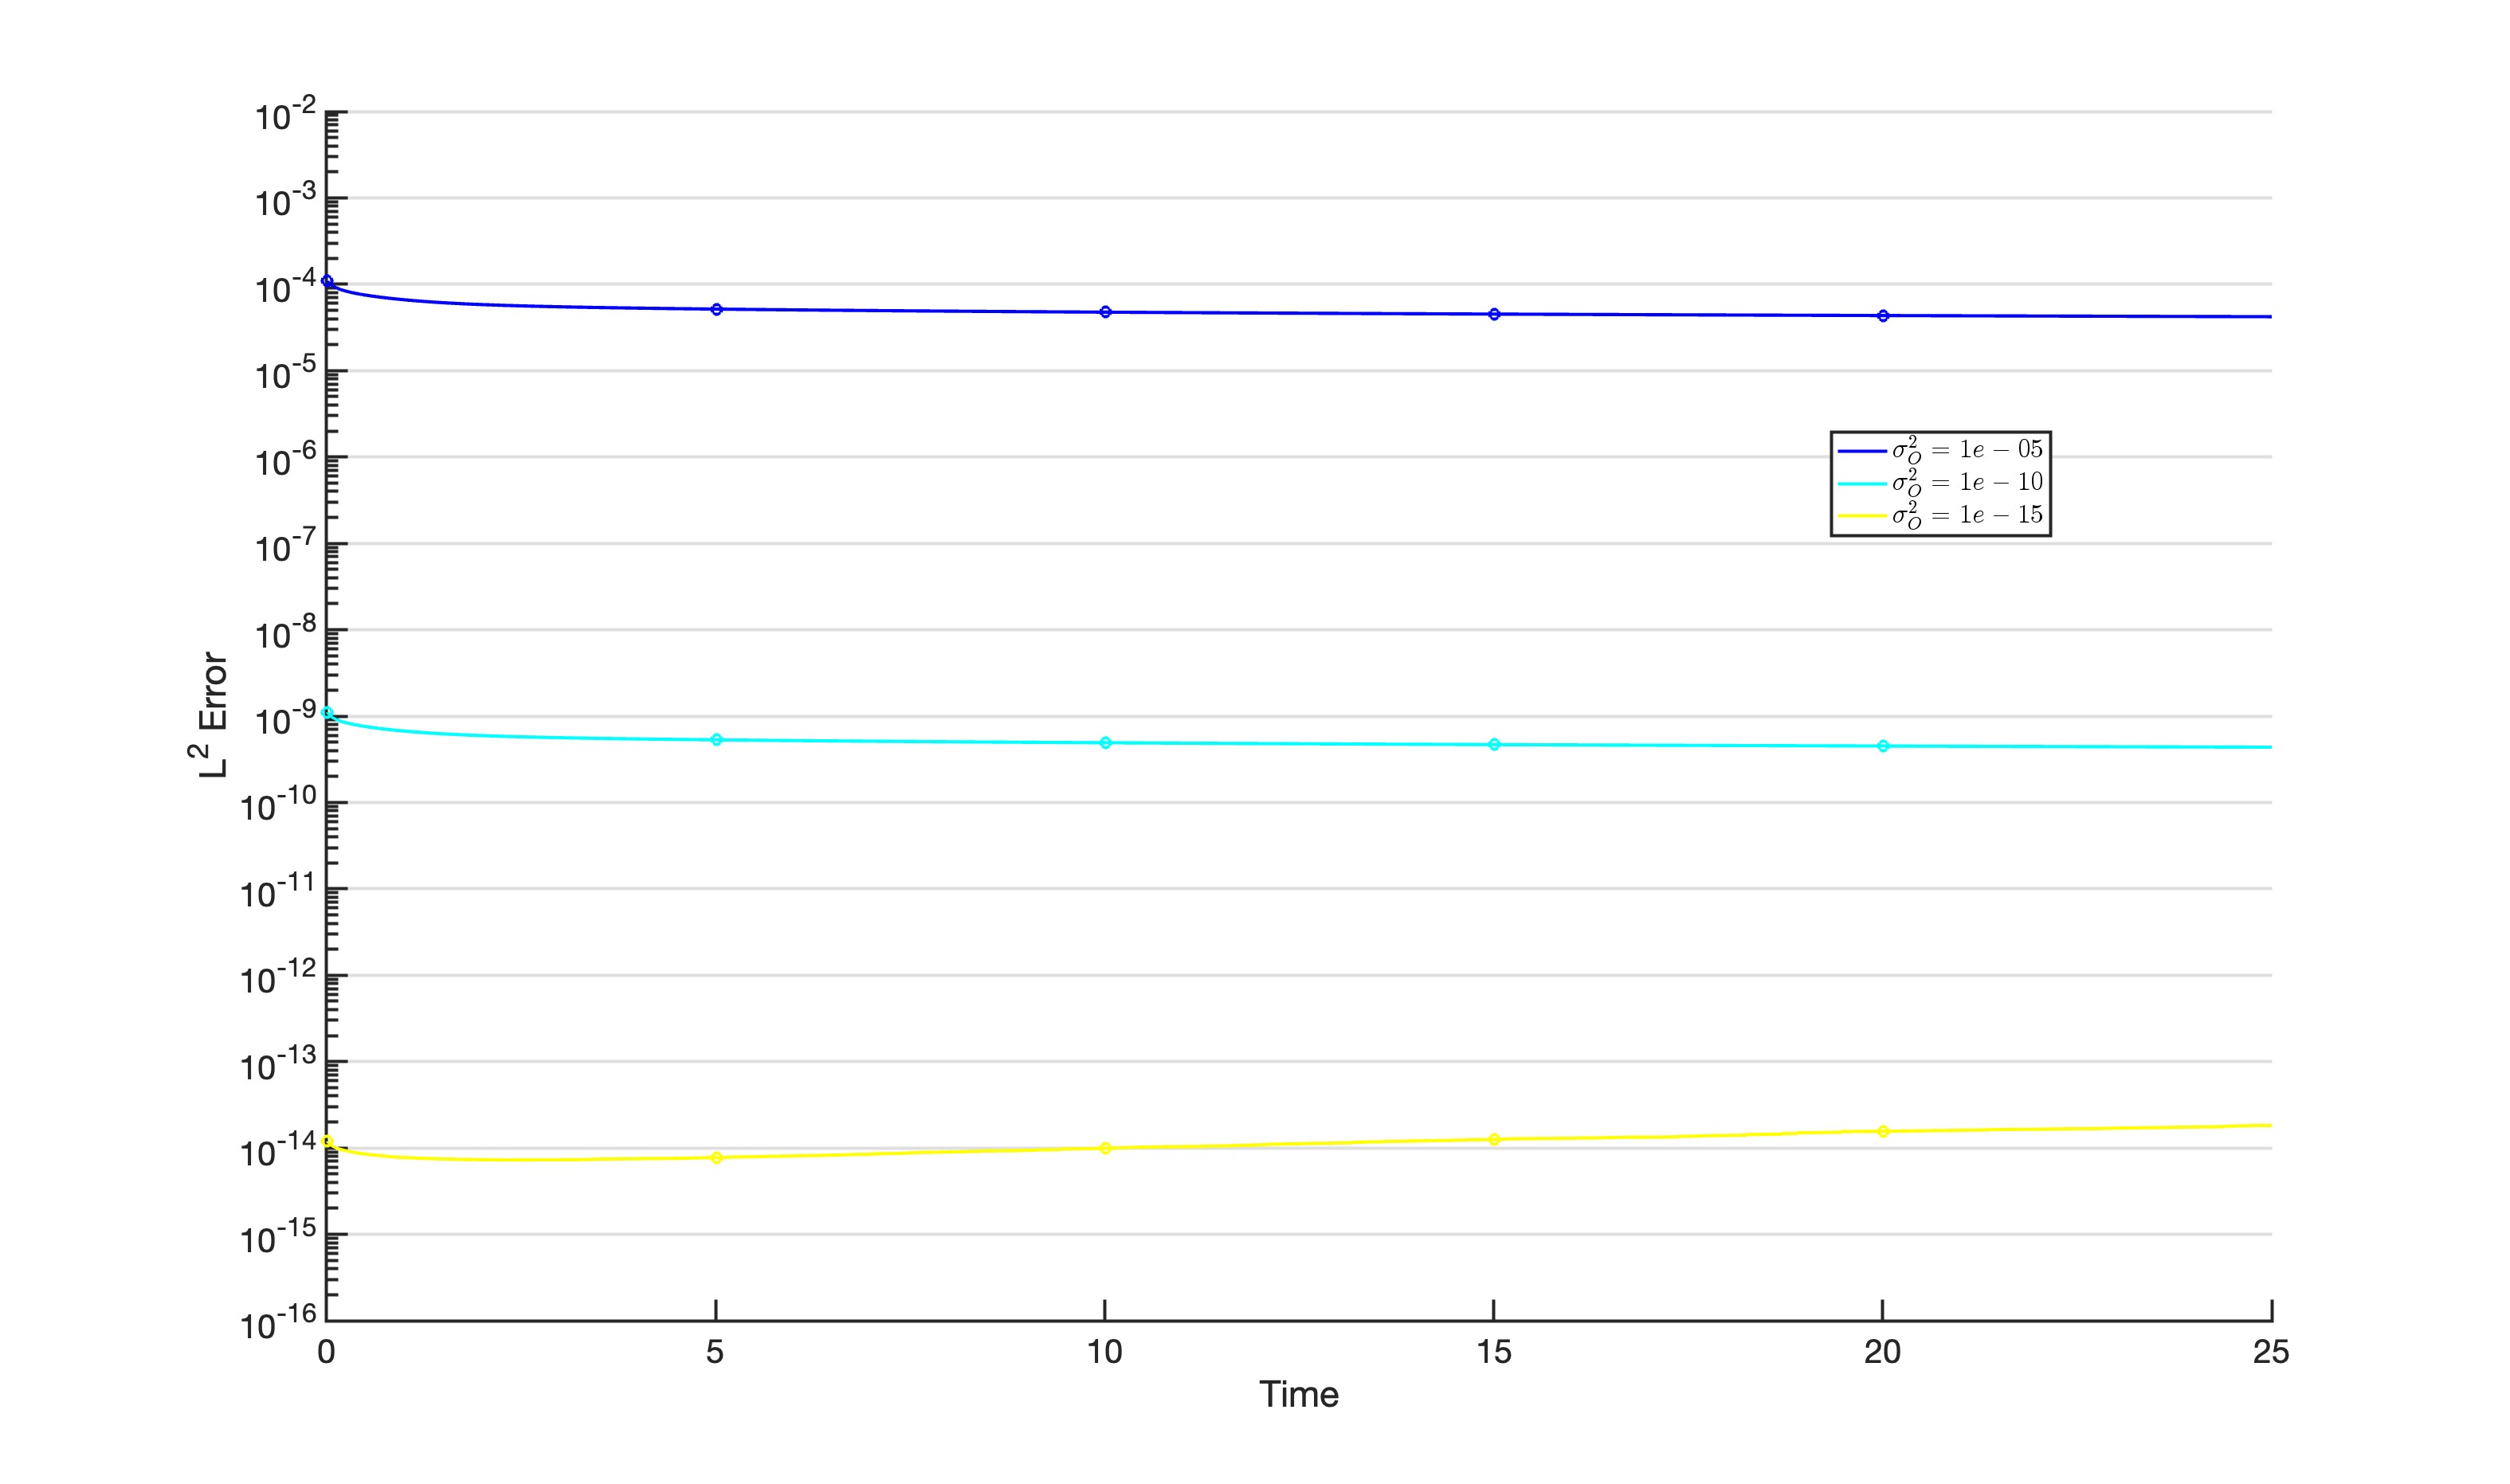 10^-2
10^-3
10^-4
10^-5
10^-6
10^-7
10^-8
10^-9
10^-10
10^-11
10^-12
10^-13
10^-14
10^-15
10^-16
L^2 Error
σ_O^2 = 1e − 05
σ_O^2 = 1e − 10
σ_O^2 = 1e − 15
0 5 10 15 20 25
Time